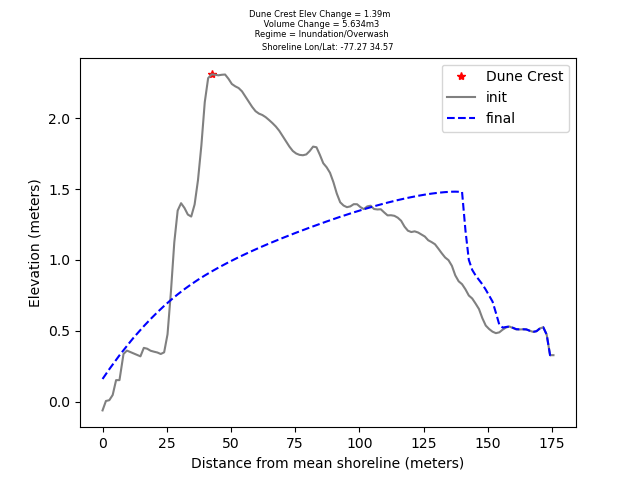 Dune Crest Elev Change = 1.39m
Volume Change = 5.634m3
Regime = Inundation/Overwash
Shoreline Lon/Lat: -77.27 34.57
Dune Crest
init
final
2.0
1.5
1.0
0.5
0.0
Elevation (meters)
0 25 50 75 100 125 150 175
Distance from mean shoreline (meters)